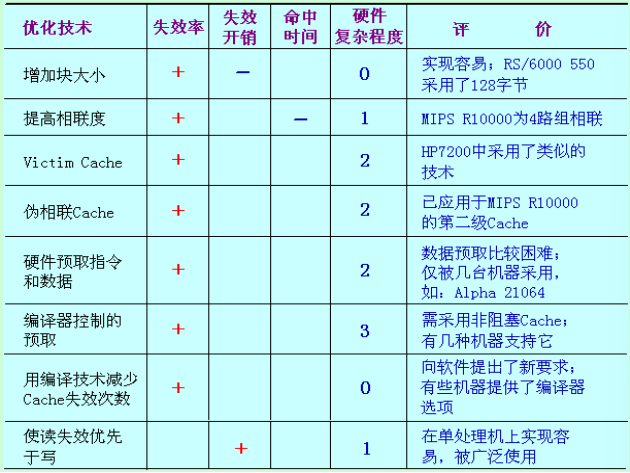 优化技术 失效率 失效开销 命中时间 硬件复杂程度 评 价
增加块大小 + − 0 实现容易；RS/6000 550
采用了128字节
提高相联度 + − 1 MIPS R10000为4路组相联
Victim Cache + 2 HP7200中采用了类似的
技术
伪相联Cache + 2 已应用于MIPS R10000
的第二级Cache
硬件预取指令
和数据 + 2 数据预取比较困难；
仅被几台机器采用，
如：Alpha 21064
编译器控制的
预取 + 3 需采用非阻塞Cache；
有几种机器支持它
用编译技术减少
Cache失效次数 + 0 向软件提出了新要求；
有些机器提供了编译器
选项
使读失效优先
于写 + 1 在单处理机上实现容
易，被广泛使用